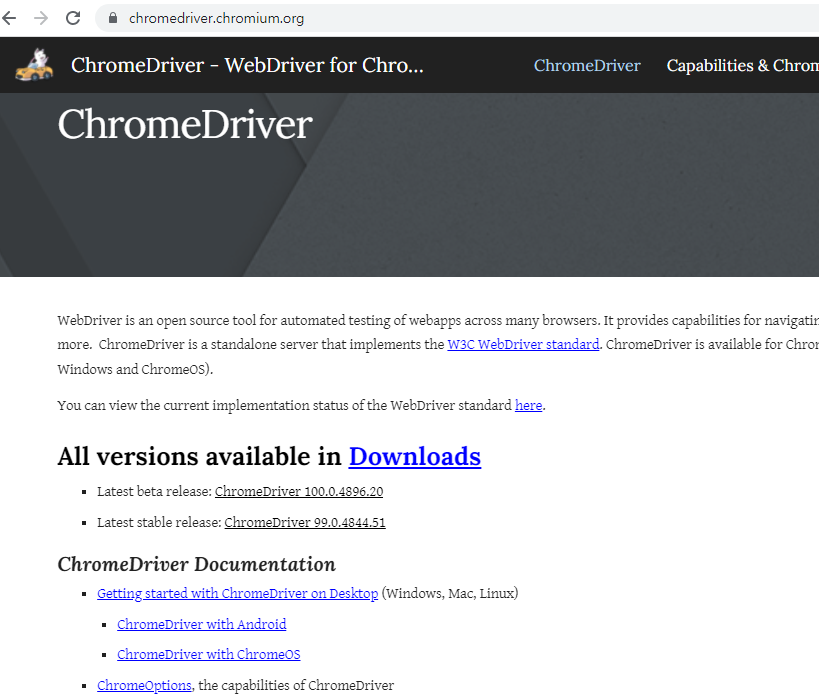 chromedriver.chromium.org
ChromeDriver - WebDriver for Chro... ChromeDriver Capabilities & Chrom
ChromeDriver
WebDriver is an open source tool for automated testing of webapps across many browsers. It provides capabilities for navigatin
more. ChromeDriver is a standalone server that implements the W3C WebDriver standard. ChromeDriver is available for Chror
Windows and ChromeOS).
You can view the current implementation status of the WebDriver standard here.
All versions available in Downloads
Latest beta release: ChromeDriver 100.0.4896.20
Latest stable release: ChromeDriver 99.0.4844.51
ChromeDriver Documentation
Getting started with ChromeDriver on Desktop (Windows, Mac, Linux)
ChromeDriver with Android
ChromeDriver with ChromeOS
ChromeOptions, the capabilities of ChromeDriver